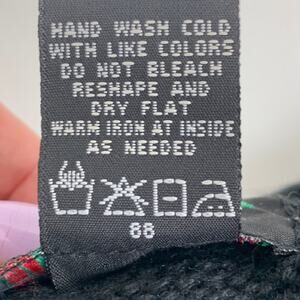 HAND WASH COLD
WITH LIKE COLORS
DO NOT BLEACH
RESHAPE AND
DRY FLAT
WARM IRON AT INSIDE
AS NEEDED
88